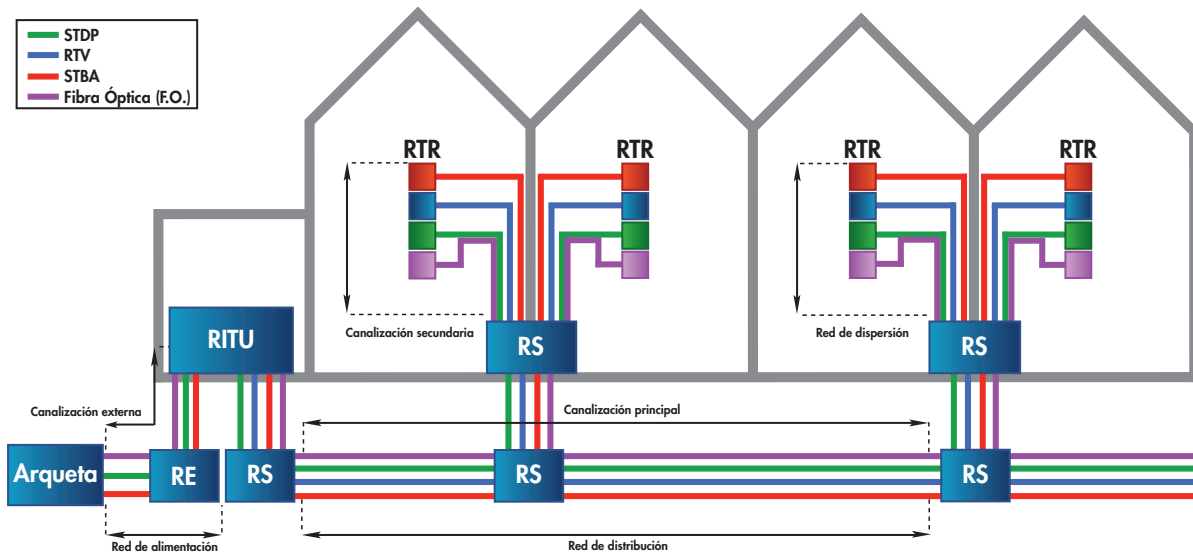 STDP
RTV
STBA
Fibra Óptica (F.O.)
RTR
RTR
RTR
RTR
Canalización secundaria
Red de dispersión
RITU
RS
RS
Canalización externa
Canalización principal
Arqueta
RE
RS
RS
RS
Red de alimentación
Red de distribución